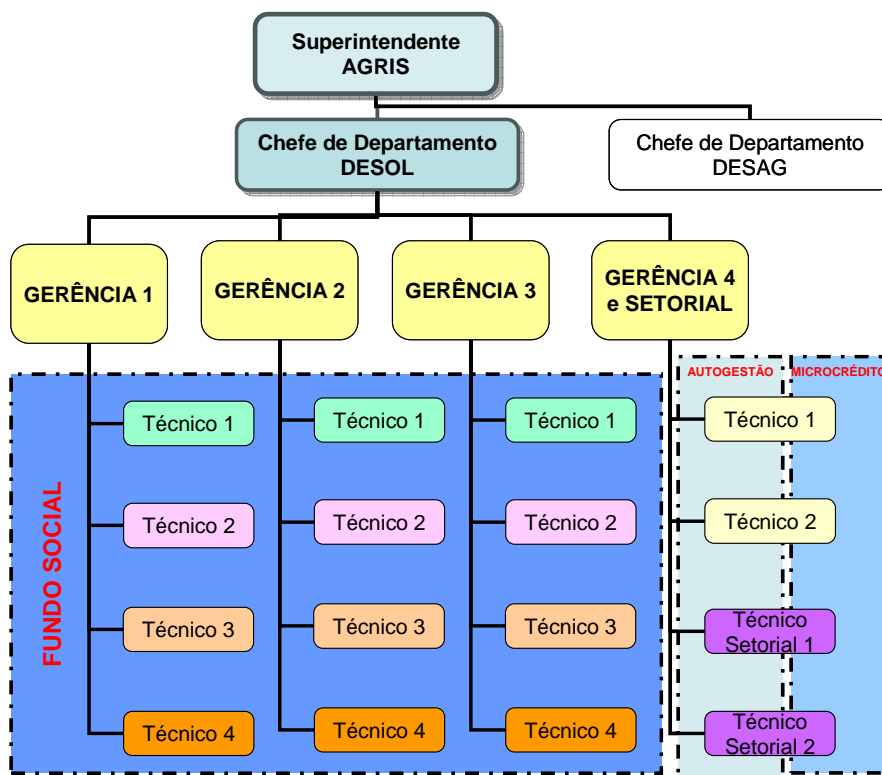 Superintendente
AGRIS
Chefe de Departamento
DESOL
Chefe de Departamento
DESAG
GERÊNCIA 1
GERÊNCIA 2
GERÊNCIA 3
GERÊNCIA 4
e SETORIAL
AUTOGESTÃO
MICROCRÉDITO
FUNDO SOCIAL
Técnico 1
Técnico 1
Técnico 1
Técnico 1
Técnico 2
Técnico 2
Técnico 2
Técnico 2
Técnico 3
Técnico 3
Técnico 3
Técnico
Setorial 1
Técnico 4
Técnico 4
Técnico 4
Técnico
Setorial 2